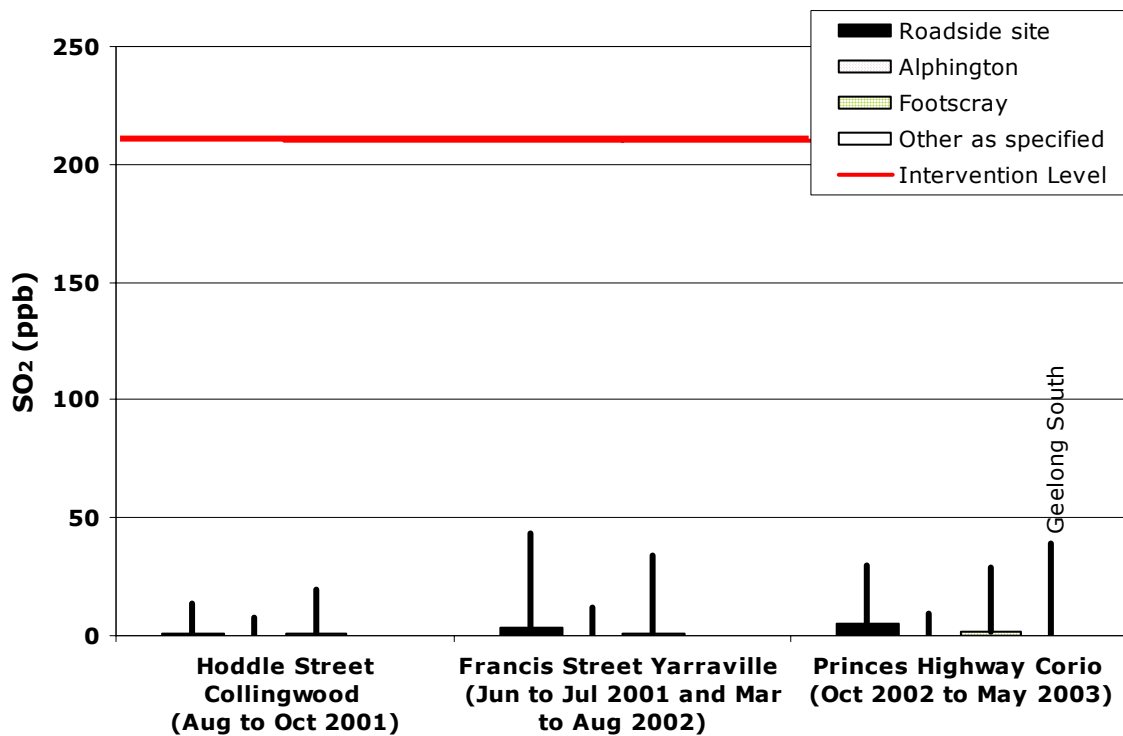 250
200
150
100
50
0
SO₂ (ppb)
Roadside site
Alphington
Footscray
Other as specified
Intervention Level
Geelong South
Hoddle Street
Collingwood
(Aug to Oct 2001)
Francis Street Yarraville
(Jun to Jul 2001 and Mar
to Aug 2002)
Princes Highway Corio
(Oct 2002 to May 2003)